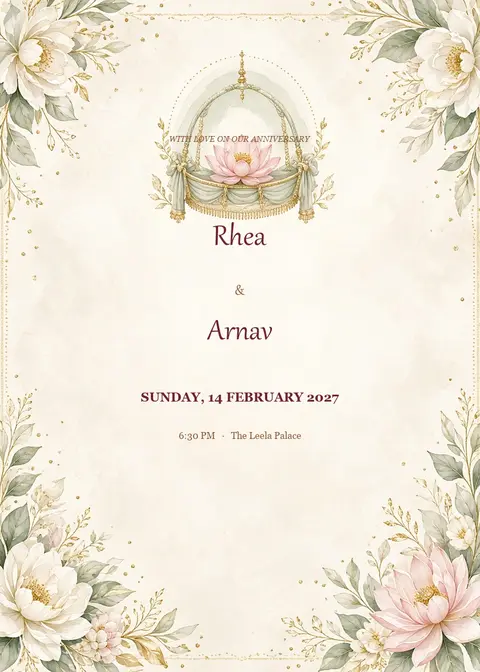 WITH LOVE ON OUR ANNIVERSARY
Rhea
&
Arnav
SUNDAY, 14 FEBRUARY 2027
6:30 PM · The Leela Palace